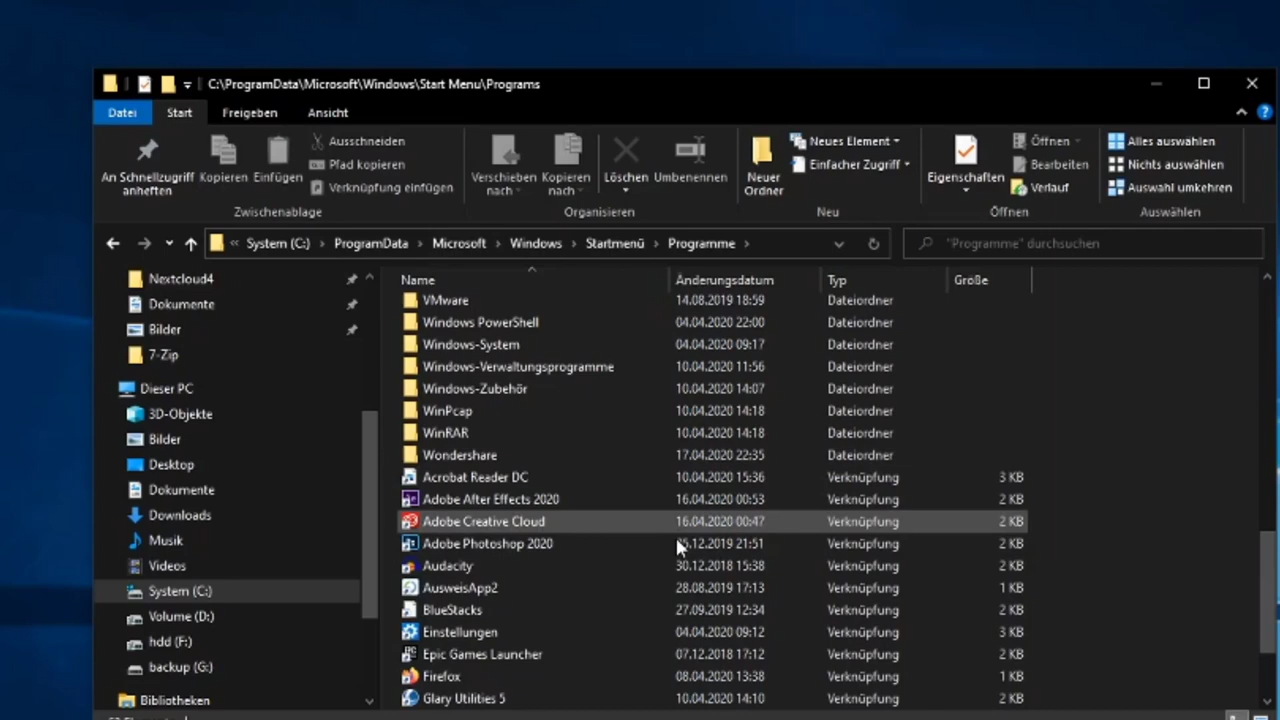 C:\ProgramData\Microsoft\Windows\Start Menu\Programs
Datei Start Freigeben Ansicht
An Schnellzugriff anheften
Kopieren
Einfügen
Ausschneiden
Pfad kopieren
Verknüpfung einfügen
Zwischenablage
Verschieben nach
Kopieren nach
Löschen
Umbenennen
Organisieren
Neuer Ordner
Neues Element
Einfacher Zugriff
Neu
Eigenschaften
Öffnen
Bearbeiten
Verlauf
Öffnen
Alles auswählen
Nichts auswählen
Auswahl umkehren
Auswählen
« System (C:) › ProgramData › Microsoft › Windows › Startmenü › Programme ›
"Programme" durchsuchen
Nextcloud4
Dokumente
Bilder
7-Zip
Dieser PC
3D-Objekte
Bilder
Desktop
Dokumente
Downloads
Musik
Videos
System (C:)
Volume (D:)
hdd (F:)
backup (G:)
Bibliotheken
Name Änderungsdatum Typ Größe
VMware 14.08.2019 18:59 Dateiordner
Windows PowerShell 04.04.2020 22:00 Dateiordner
Windows-System 04.04.2020 09:17 Dateiordner
Windows-Verwaltungsprogramme 10.04.2020 11:56 Dateiordner
Windows-Zubehör 10.04.2020 14:07 Dateiordner
WinPcap 10.04.2020 14:18 Dateiordner
WinRAR 10.04.2020 14:18 Dateiordner
Wondershare 17.04.2020 22:35 Dateiordner
Acrobat Reader DC 10.04.2020 15:36 Verknüpfung 3 KB
Adobe After Effects 2020 16.04.2020 00:53 Verknüpfung 2 KB
Adobe Creative Cloud 16.04.2020 00:47 Verknüpfung 2 KB
Adobe Photoshop 2020 21:51 Verknüpfung 2 KB
Audacity 30.12.2018 15:38 Verknüpfung 2 KB
AusweisApp2 28.08.2019 17:13 Verknüpfung 1 KB
BlueStacks 27.09.2019 12:34 Verknüpfung 2 KB
Einstellungen 04.04.2020 09:12 Verknüpfung 3 KB
Epic Games Launcher 07.12.2018 17:12 Verknüpfung 2 KB
Firefox 08.04.2020 13:38 Verknüpfung 2 KB
Glary Utilities 5 10.04.2020 14:10 Verknüpfung 2 KB